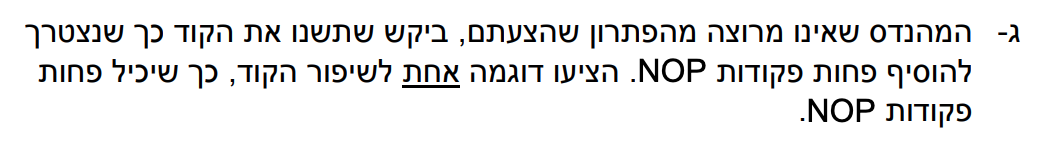 ג- המהנדס שאינו מרוצה מהפתרון שהצעתם, ביקש שתשנו את הקוד כך שנצטרך
להוסיף פחות פקודות NOP. הציעו דוגמה אחת לשיפור הקוד, כך שיכיל פחות
פקודות NOP.